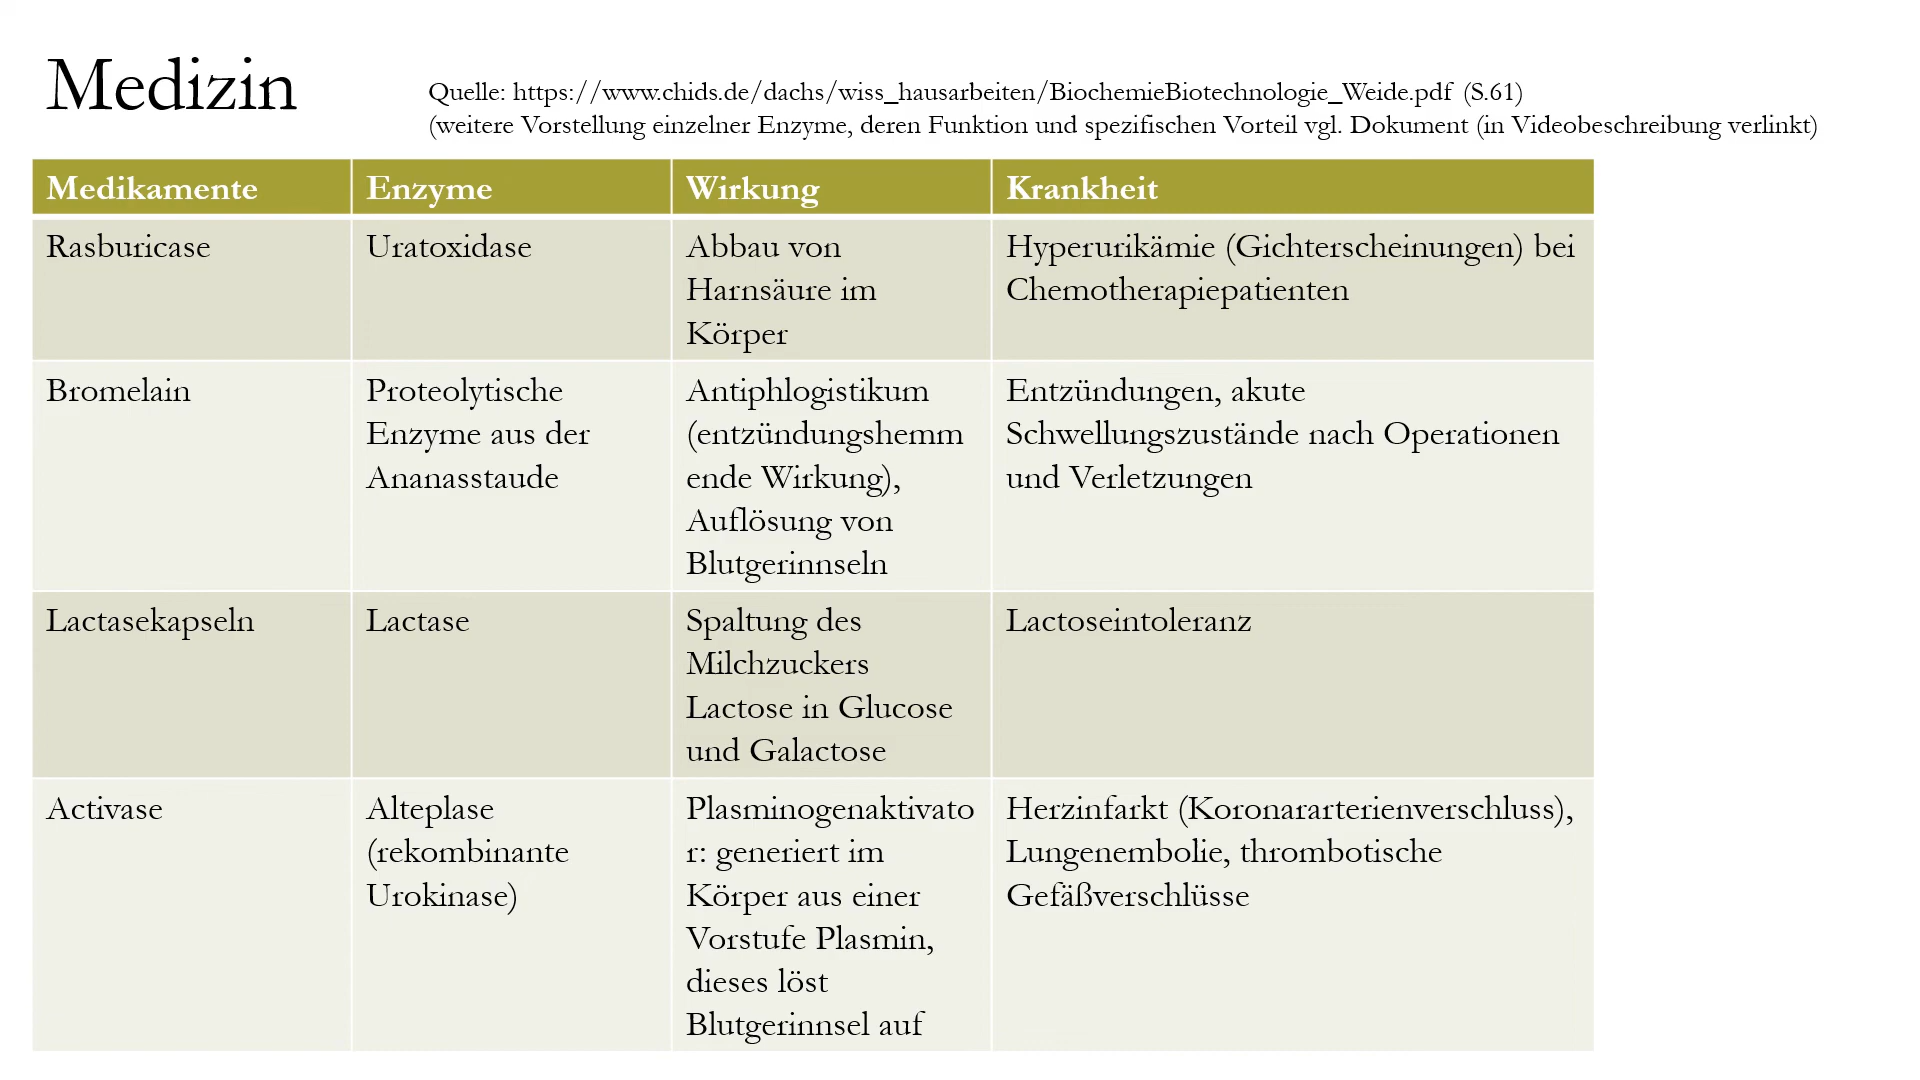 Medizin
Quelle: https://www.chids.de/dachs/wiss_hausarbeiten/BiochemieBiotechnologie_Weide.pdf (S.61)
(weitere Vorstellung einzelner Enzyme, deren Funktion und spezifischen Vorteil vgl. Dokument (in Videobeschreibung verlinkt)
Medikamente
Enzyme
Wirkung
Krankheit
Rasburicase
Uratoxidase
Abbau von
Harnsäure im
Körper
Hyperurikämie (Gichterscheinungen) bei
Chemotherapiepatienten
Bromelain
Proteolytische
Enzyme aus der
Ananasstaude
Antiphlogistikum
(entzündungshemm
ende Wirkung),
Auflösung von
Blutgerinnseln
Entzündungen, akute
Schwellungszustände nach Operationen
und Verletzungen
Lactasekapseln
Lactase
Spaltung des
Milchzuckers
Lactose in Glucose
und Galactose
Lactoseintoleranz
Activase
Alteplase
(rekombinante
Urokinase)
Plasminogenaktivato
r: generiert im
Körper aus einer
Vorstufe Plasmin,
dieses löst
Blutgerinnsel auf
Herzinfarkt (Koronararterienverschluss),
Lungenembolie, thrombotische
Gefäßverschlüsse